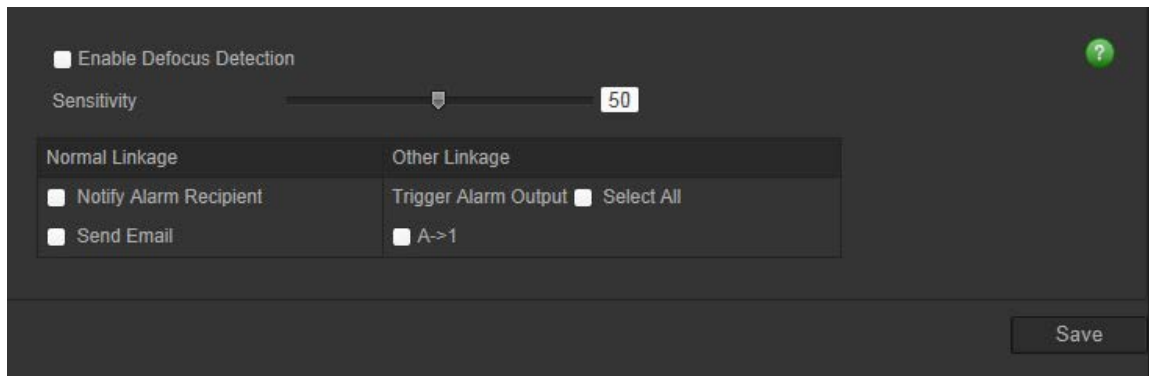 Enable Defocus Detection
?
Sensitivity 50
Normal Linkage Other Linkage
Notify Alarm Recipient Trigger Alarm Output Select All
Send Email A->1
Save